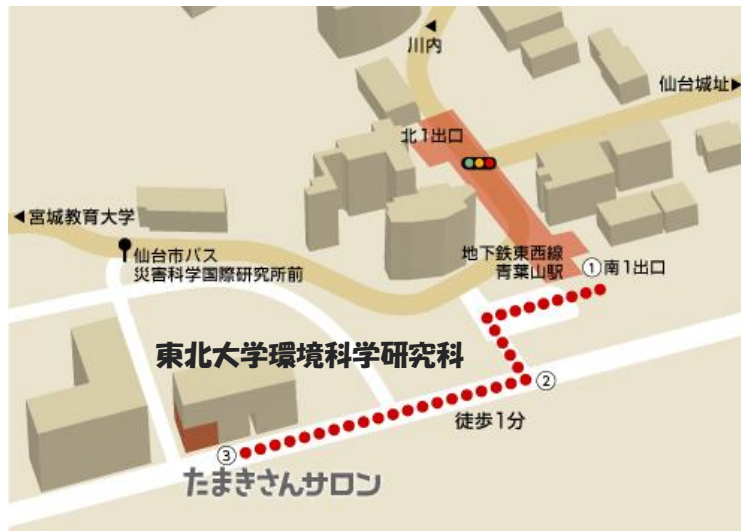 ◀
川内
仙台城址▶
北1出口
◀宮城教育大学
仙台市バス
災害科学国際研究所前
地下鉄東西線
青葉山駅
①南1出口
東北大学環境科学研究科
②
徒歩1分
③
たまきさんサロン